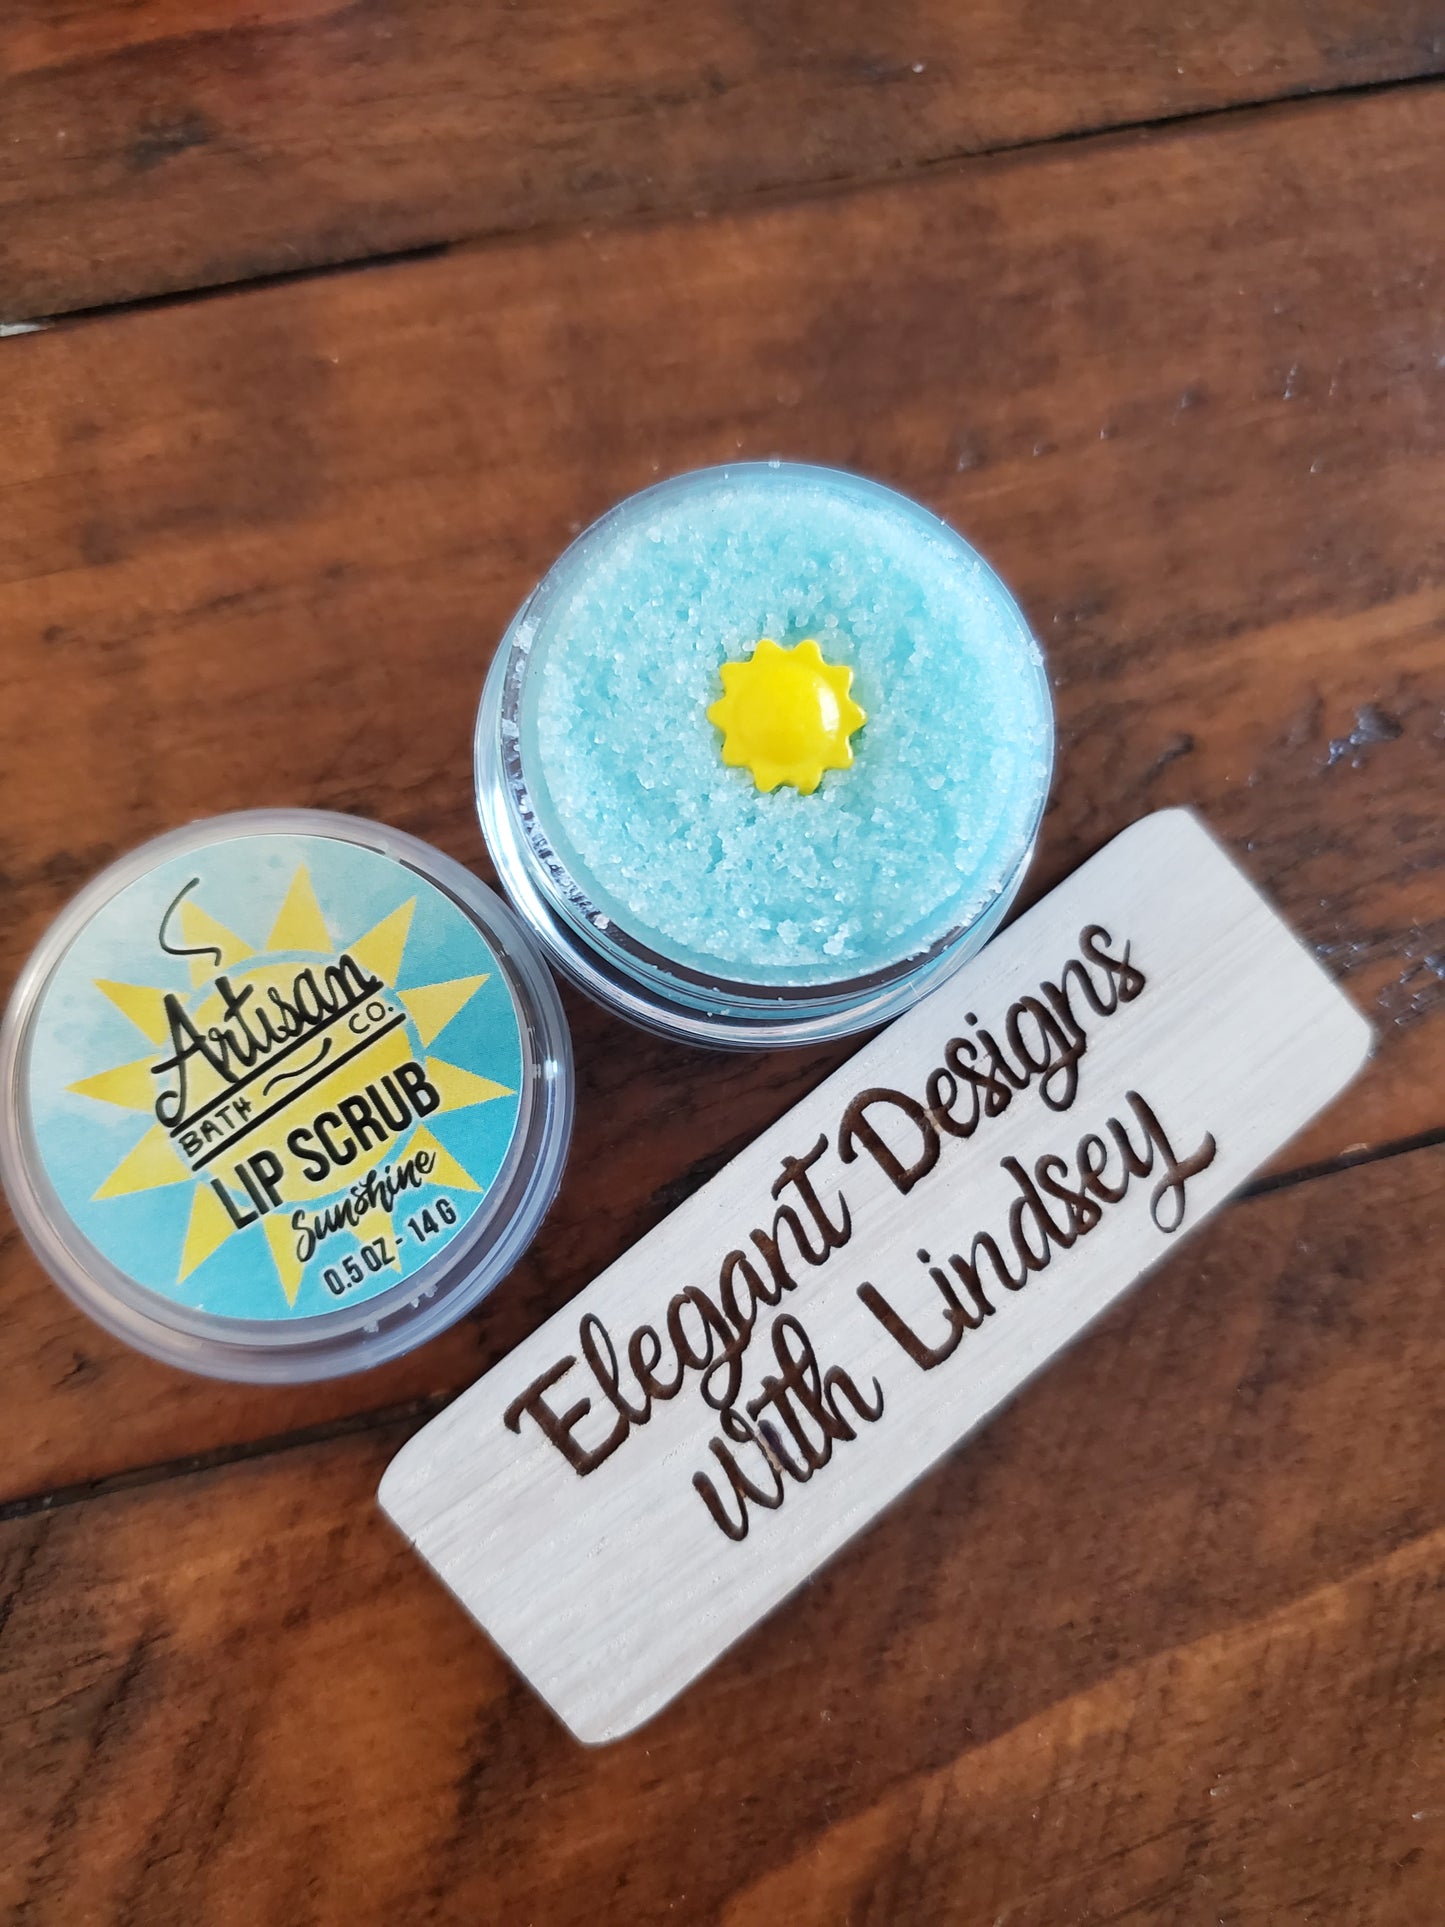 Artisan
BATH CO.
LIP SCRUB
Sunshine
0.5 OZ - 14 G
Elegant Designs
with Lindsey